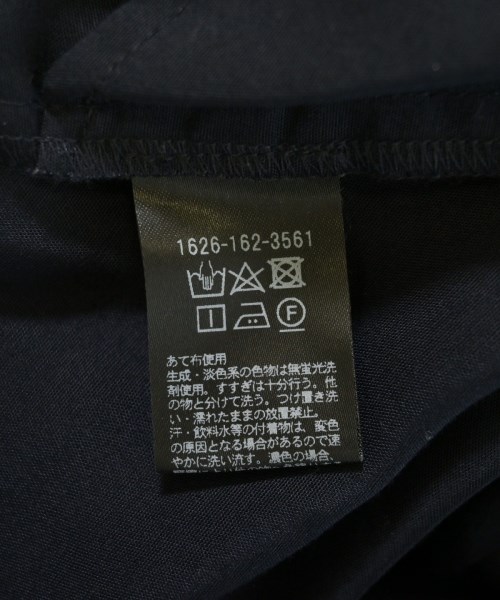 1626-162-3561
F
あて布使用
生成・淡色系の色物は無蛍光洗
剤使用。すすぎは十分行う。他
の物と分けて洗う。つけ置き洗
い・濡れたままの放置禁止。
汗・飲料水等の付着物は、変色
の原因となる場合があるので速
やかに洗い流す。濃色の場合、